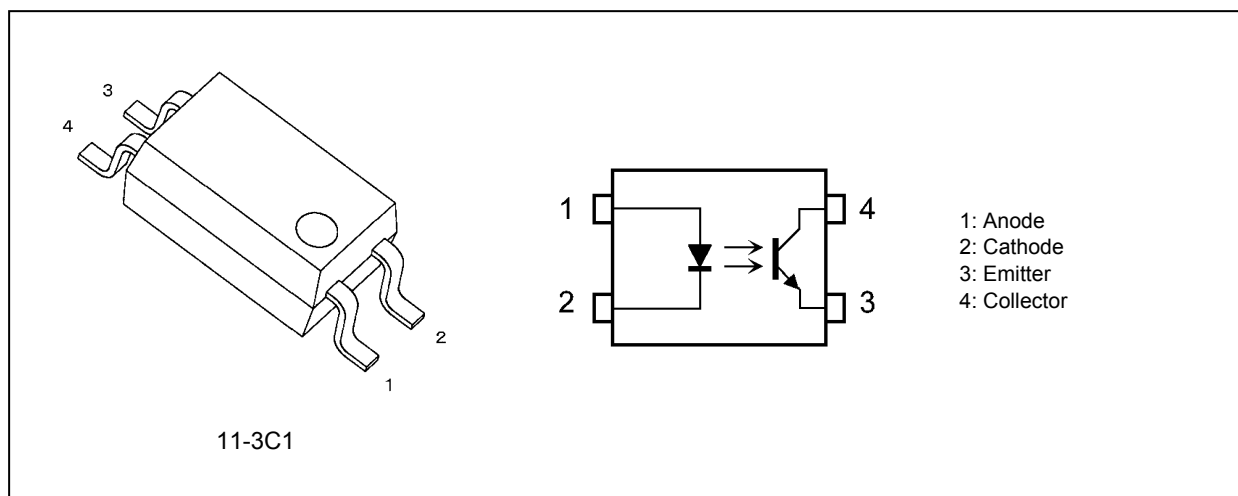 3
4
2
1
11-3C1
1
4
2
3
1: Anode
2: Cathode
3: Emitter
4: Collector